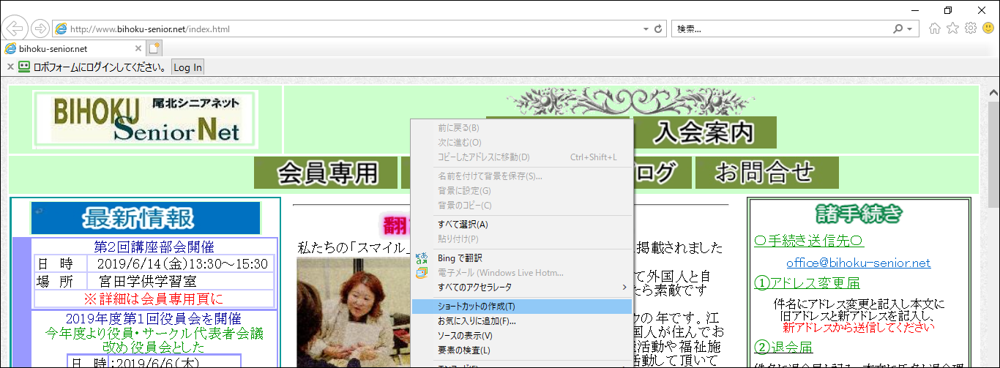 http://www.bihoku-senior.net/index.html
検索...
bihoku-senior.net
ロボフォームにログインしてください。 Log In
BIHOKU 尾北シニアネット
Senior Net
入会案内
会員専用
ログ
お問合せ
前に戻る(B)
次に進む(O)
コピーしたアドレスに移動(D) Ctrl+Shift+L
名前を付けて背景を保存(S)...
背景に設定(G)
背景のコピー(C)
すべて選択(A)
貼り付け(P)
Bing で翻訳
電子メール (Windows Live Hotm...
すべてのアクセラレータ
ショートカットの作成(T)
お気に入りに追加(F)...
ソースの表示(V)
要素の検査(L)
最新情報
第2回講座部会開催
日 時 2019/6/14(金)13:30～15:30
場 所 宮田学供学習室
※詳細は会員専用頁に
2019年度第1回役員会を開催
今年度より役員・サークル代表者会議
改め役員会とした
日 時:2019/6/6(木)
翻
私たちの「スマイル」
掲載されました
て外国人と自
たら素敵です
クの年です。江
国人が住んでお
活動や福祉施
活動して頂いて
諸手続き
○手続き送信先○
office@bihoku-senior.net
①アドレス変更届
件名にアドレス変更と記入し本文に
旧アドレスと新アドレスを記入し、
新アドレスから送信してください
②退会届